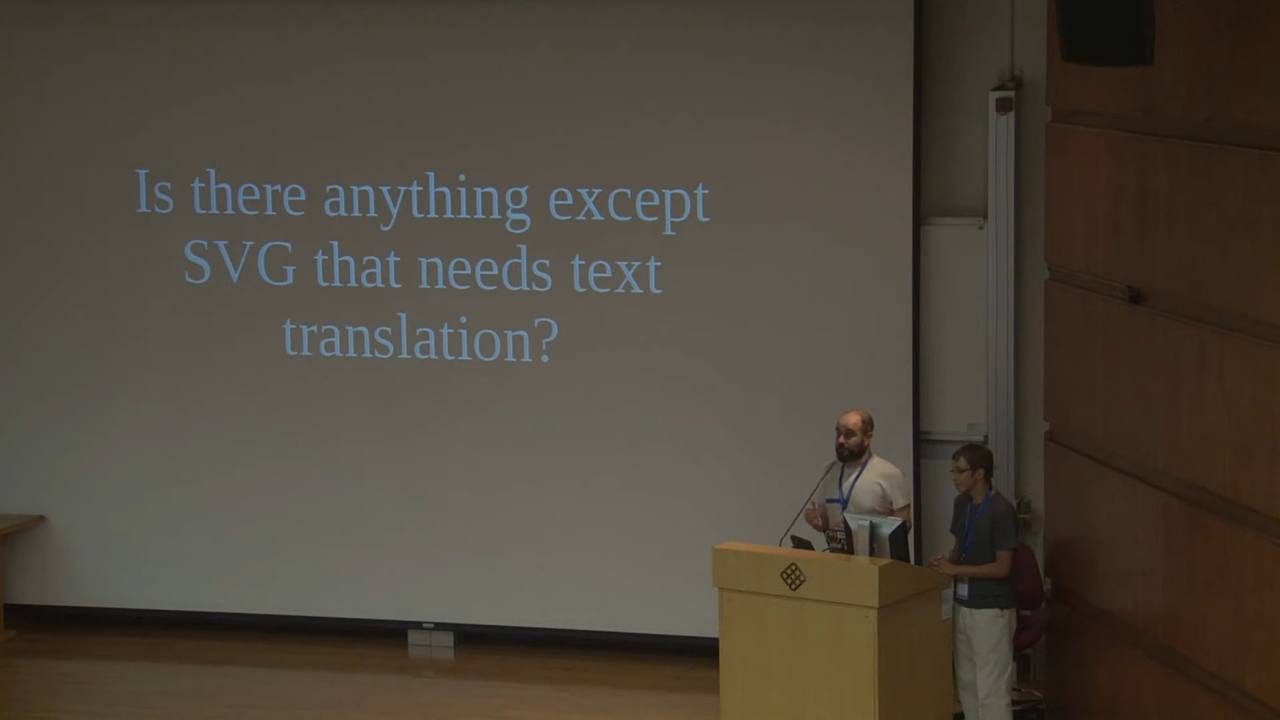 Is there anything except
SVG that needs text
translation?